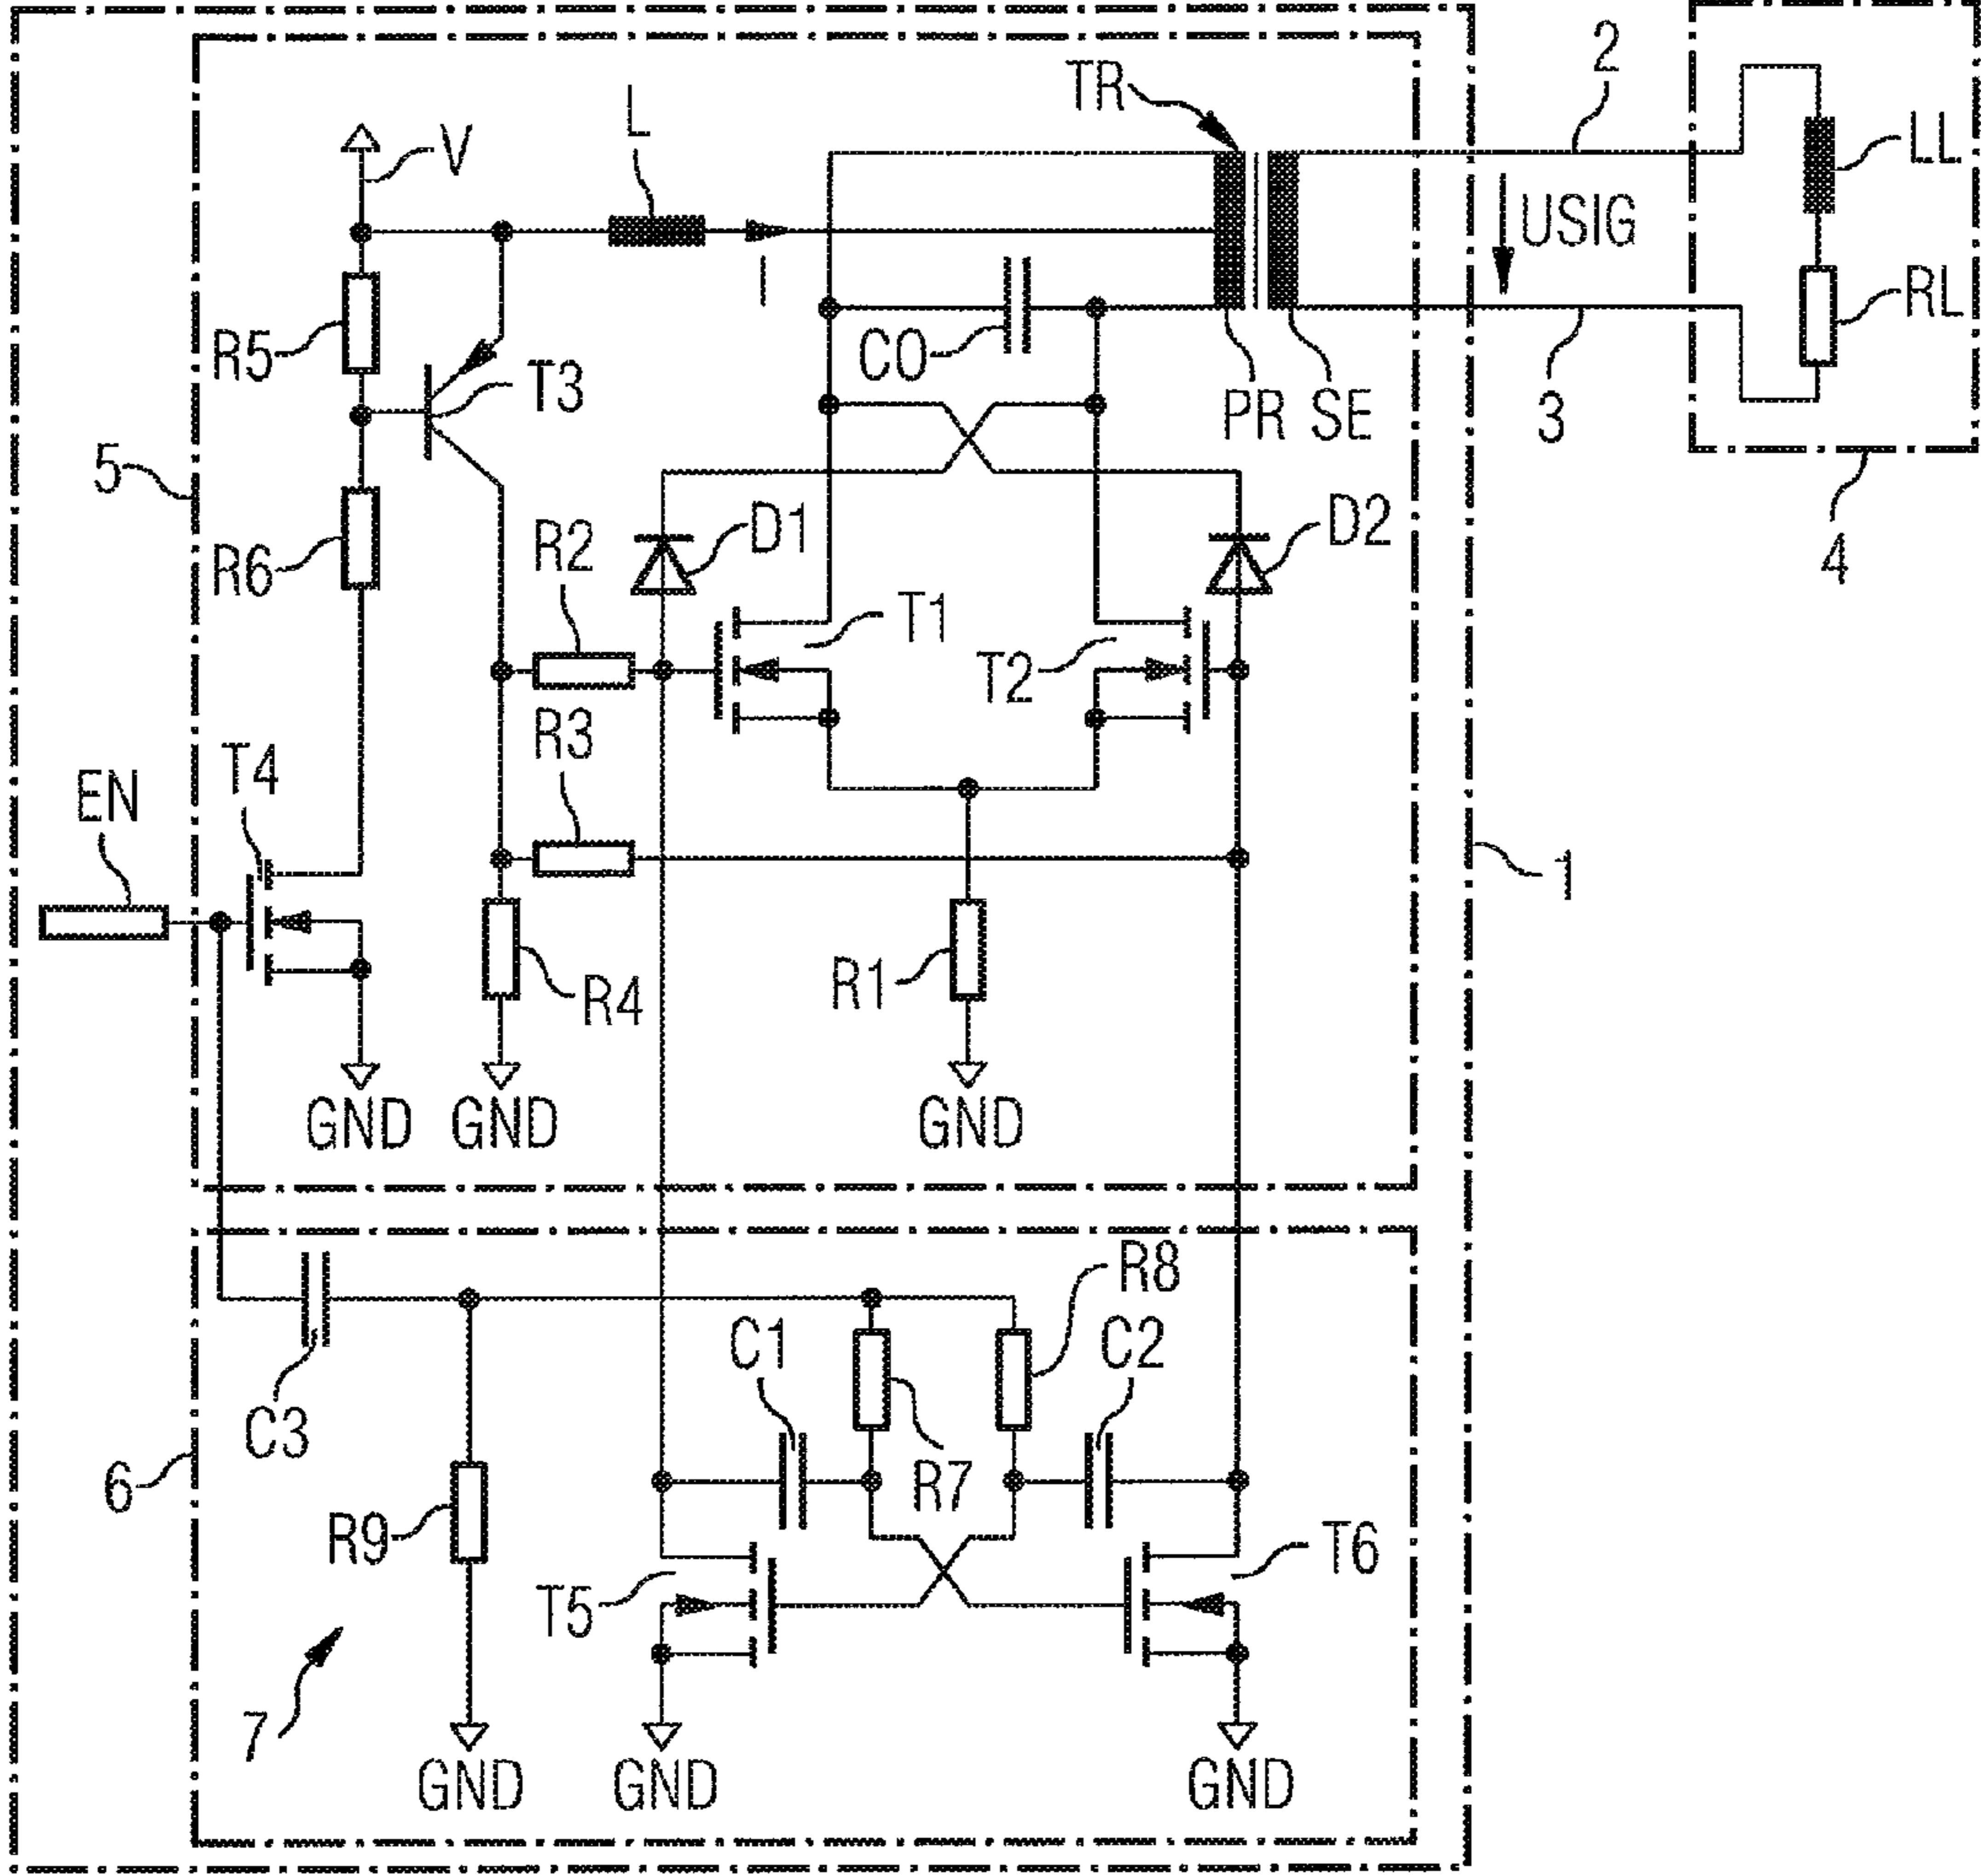 2
TR
L
V
LL
USIG
RL
I
R5
C0
T3
PR SE
3
5
D1
D2
R2
4
R6
T1
T2
R3
T4
EN
1
R4
R1
GND GND
GND
R8
C1
C2
C3
R7
6
R9
T6
T5
7
GND
GND
GND